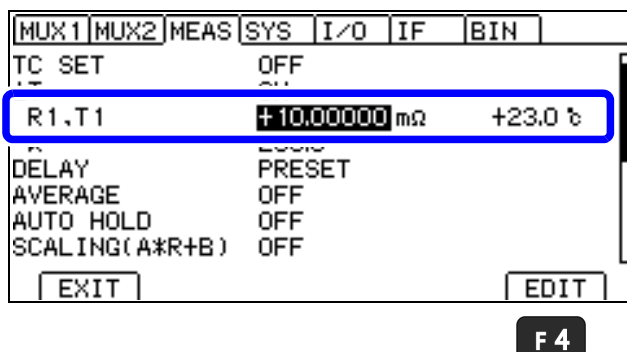 MUX1 MUX2 MEAS SYS I/O IF BIN
TC SET OFF
R1,T1 +10.00000 mΩ +23.0 ℃
DELAY PRESET
AVERAGE OFF
AUTO HOLD OFF
SCALING(A*R+B) OFF
EXIT EDIT
F4